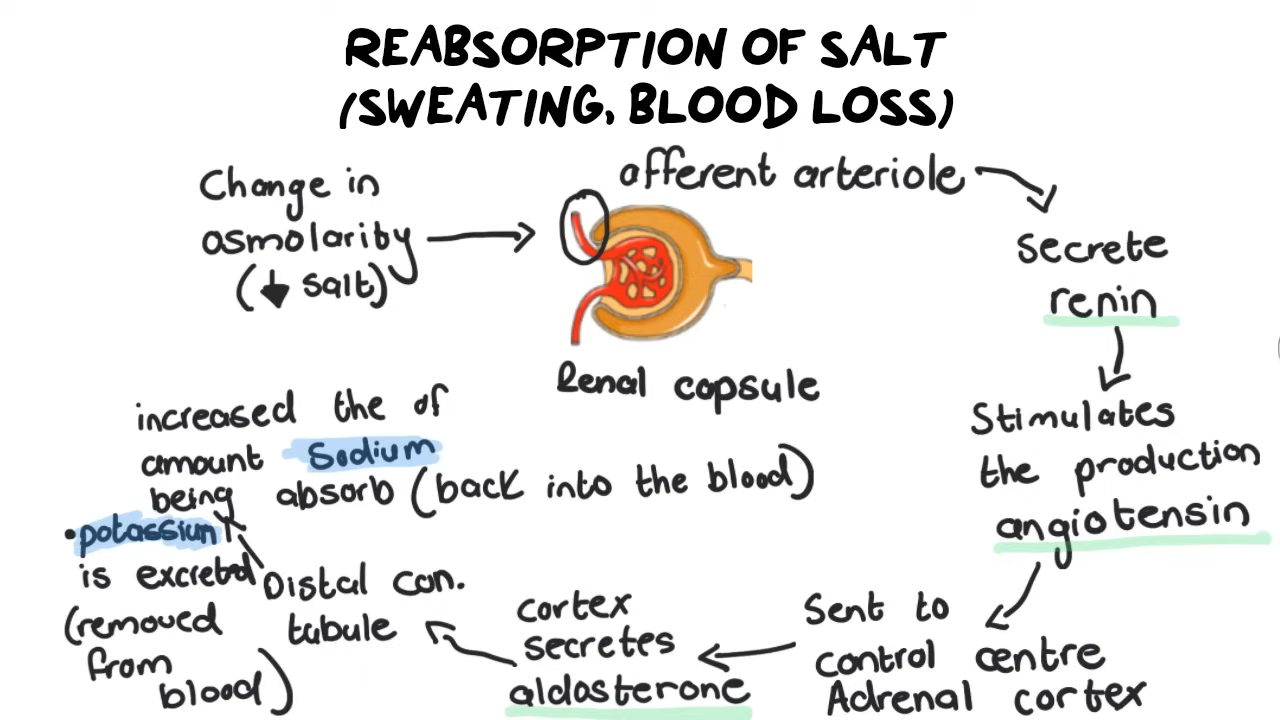 REABSORPTION OF SALT
(SWEATING, BLOOD LOSS)
Change in
osmolarity
(↓ salt)
afferent arteriole
secrete
renin
Renal capsule
Stimulates
the production
angiotensin
Sent to
control centre
Adrenal cortex
cortex
secretes
aldosterone
Distal con.
tubule
increased the of
amount Sodium
being absorb (back into the blood)
•potassium
is excreted
(removed
from
blood)